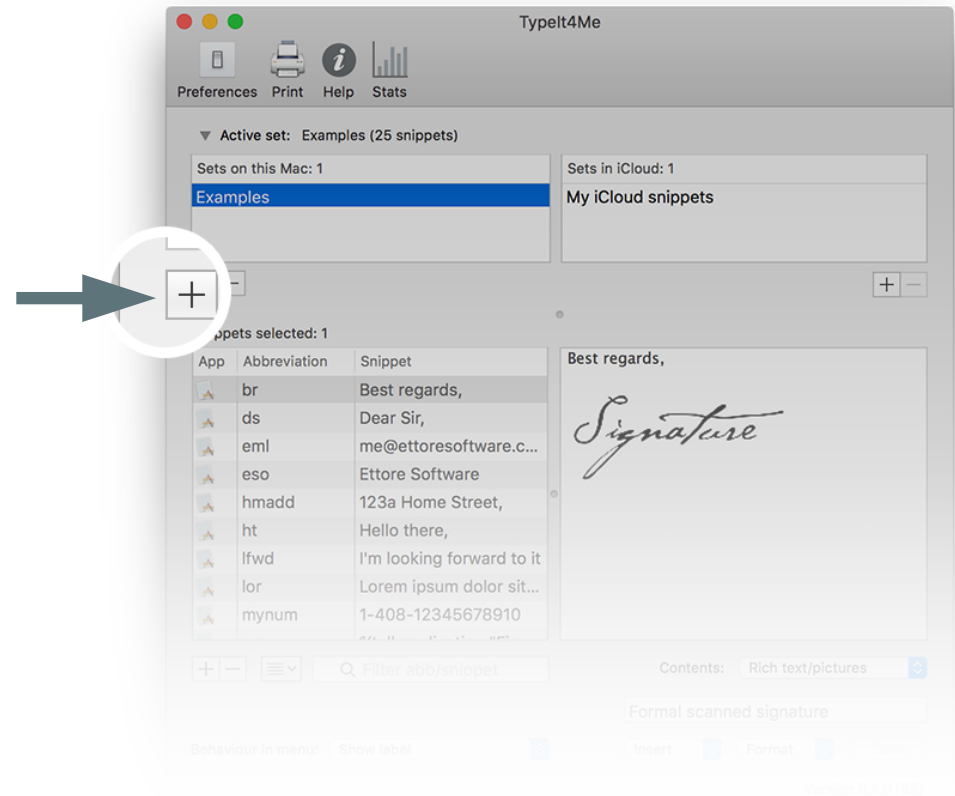 TypeIt4Me
Preferences Print Help Stats
Active set: Examples (25 snippets)
Sets on this Mac: 1
Examples
Sets in iCloud: 1
My iCloud snippets
ppets selected: 1
App Abbreviation Snippet
br Best regards,
ds Dear Sir,
eml me@ettoresoftware.c...
eso Ettore Software
hmadd 123a Home Street,
ht Hello there,
lfwd I'm looking forward to it
lor Lorem ipsum dolor sit...
mynum 1-408-12345678910
Best regards,
Signature
Filter abb/snippet
Contents: Rich text/pictures
Formal scanned signature
Behaviour in menu: Show label
Insert Format